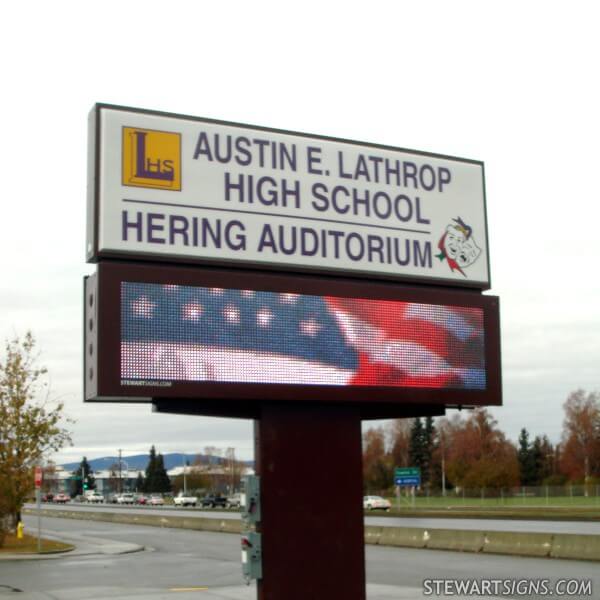 LHS
AUSTIN E. LATHROP
HIGH SCHOOL
HERING AUDITORIUM
STEWARTSIGNS.COM
STEWARTSIGNS.COM